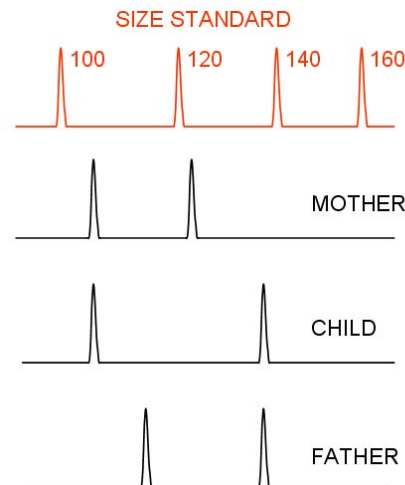 SIZE STANDARD
100 120 140 160
MOTHER
CHILD
FATHER